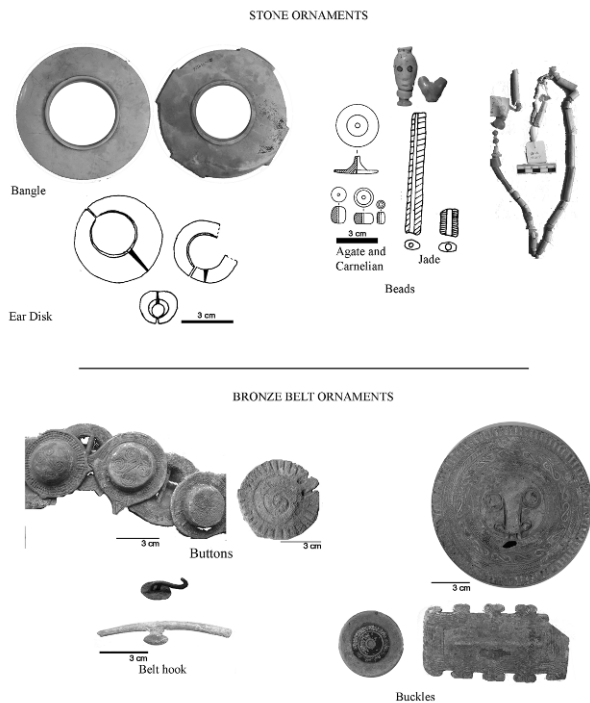 STONE ORNAMENTS
Bangle
3 cm
Agate and
Carnelian
Jade
Beads
Ear Disk
3 cm
BRONZE BELT ORNAMENTS
3 cm
Buttons
3 cm
3 cm
3 cm
Belt hook
Buckles